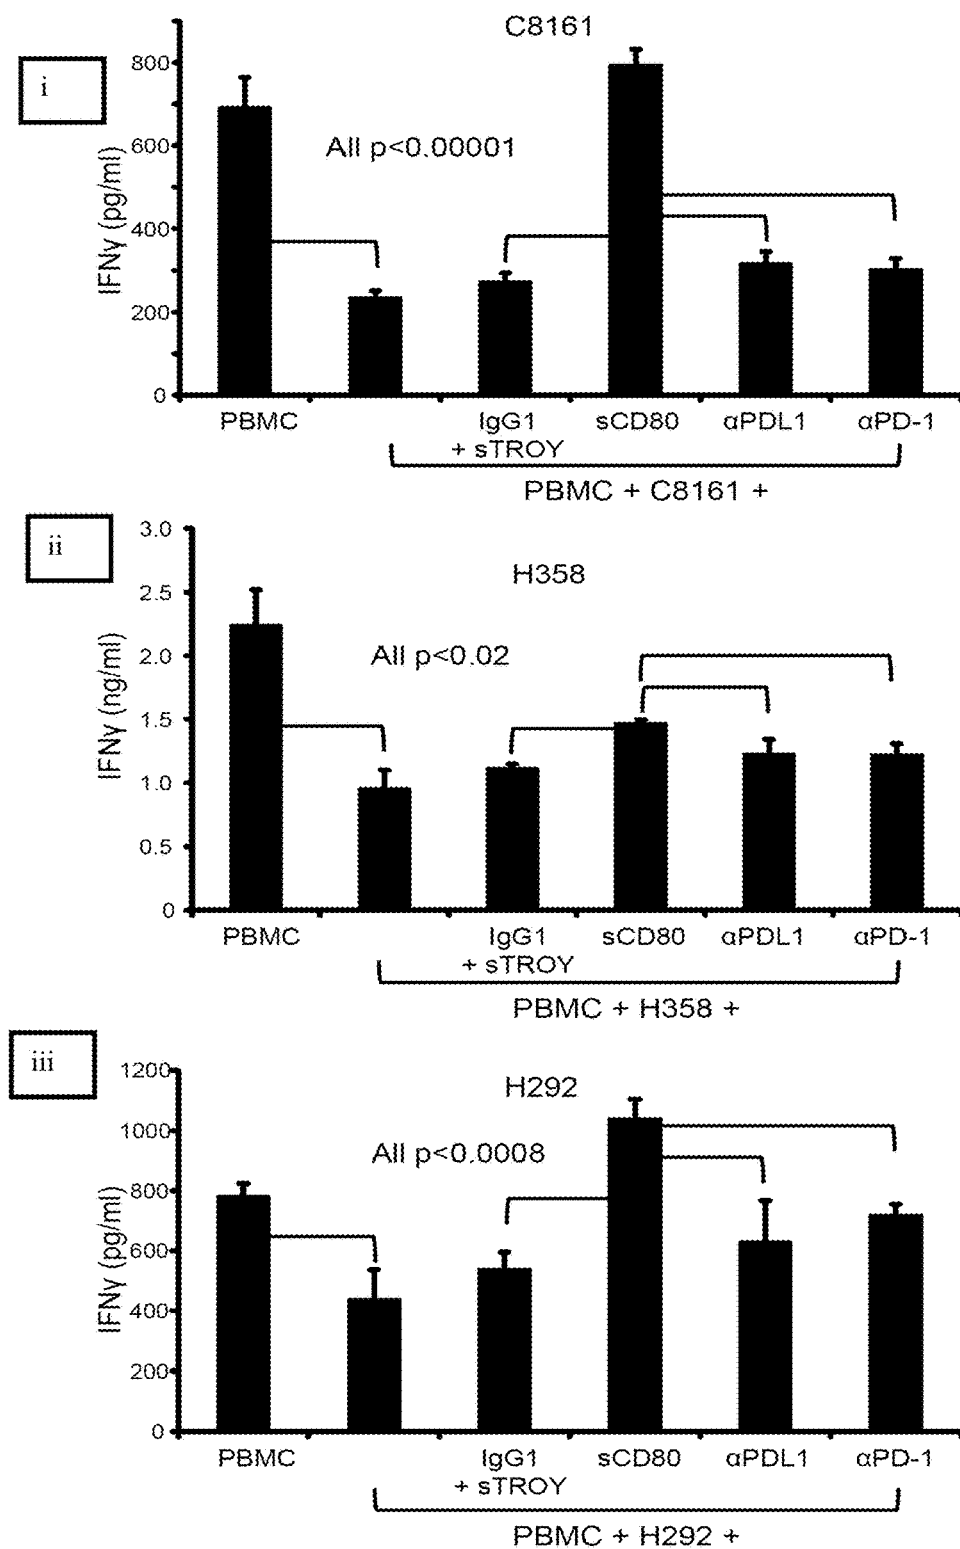 i
C8161
All p<0.00001
IFNγ (pg/ml)
800
600
400
200
0
PBMC IgG1 sCD80 αPDL1 αPD-1
+ sTROY
PBMC + C8161 +
ii
H358
All p<0.02
IFNγ (ng/ml)
3.0
2.5
2.0
1.5
1.0
0.5
0
PBMC IgG1 sCD80 αPDL1 αPD-1
+ sTROY
PBMC + H358 +
iii
H292
All p<0.0008
IFNγ (pg/ml)
1200
1000
800
600
400
200
0
PBMC IgG1 sCD80 αPDL1 αPD-1
+ sTROY
PBMC + H292 +